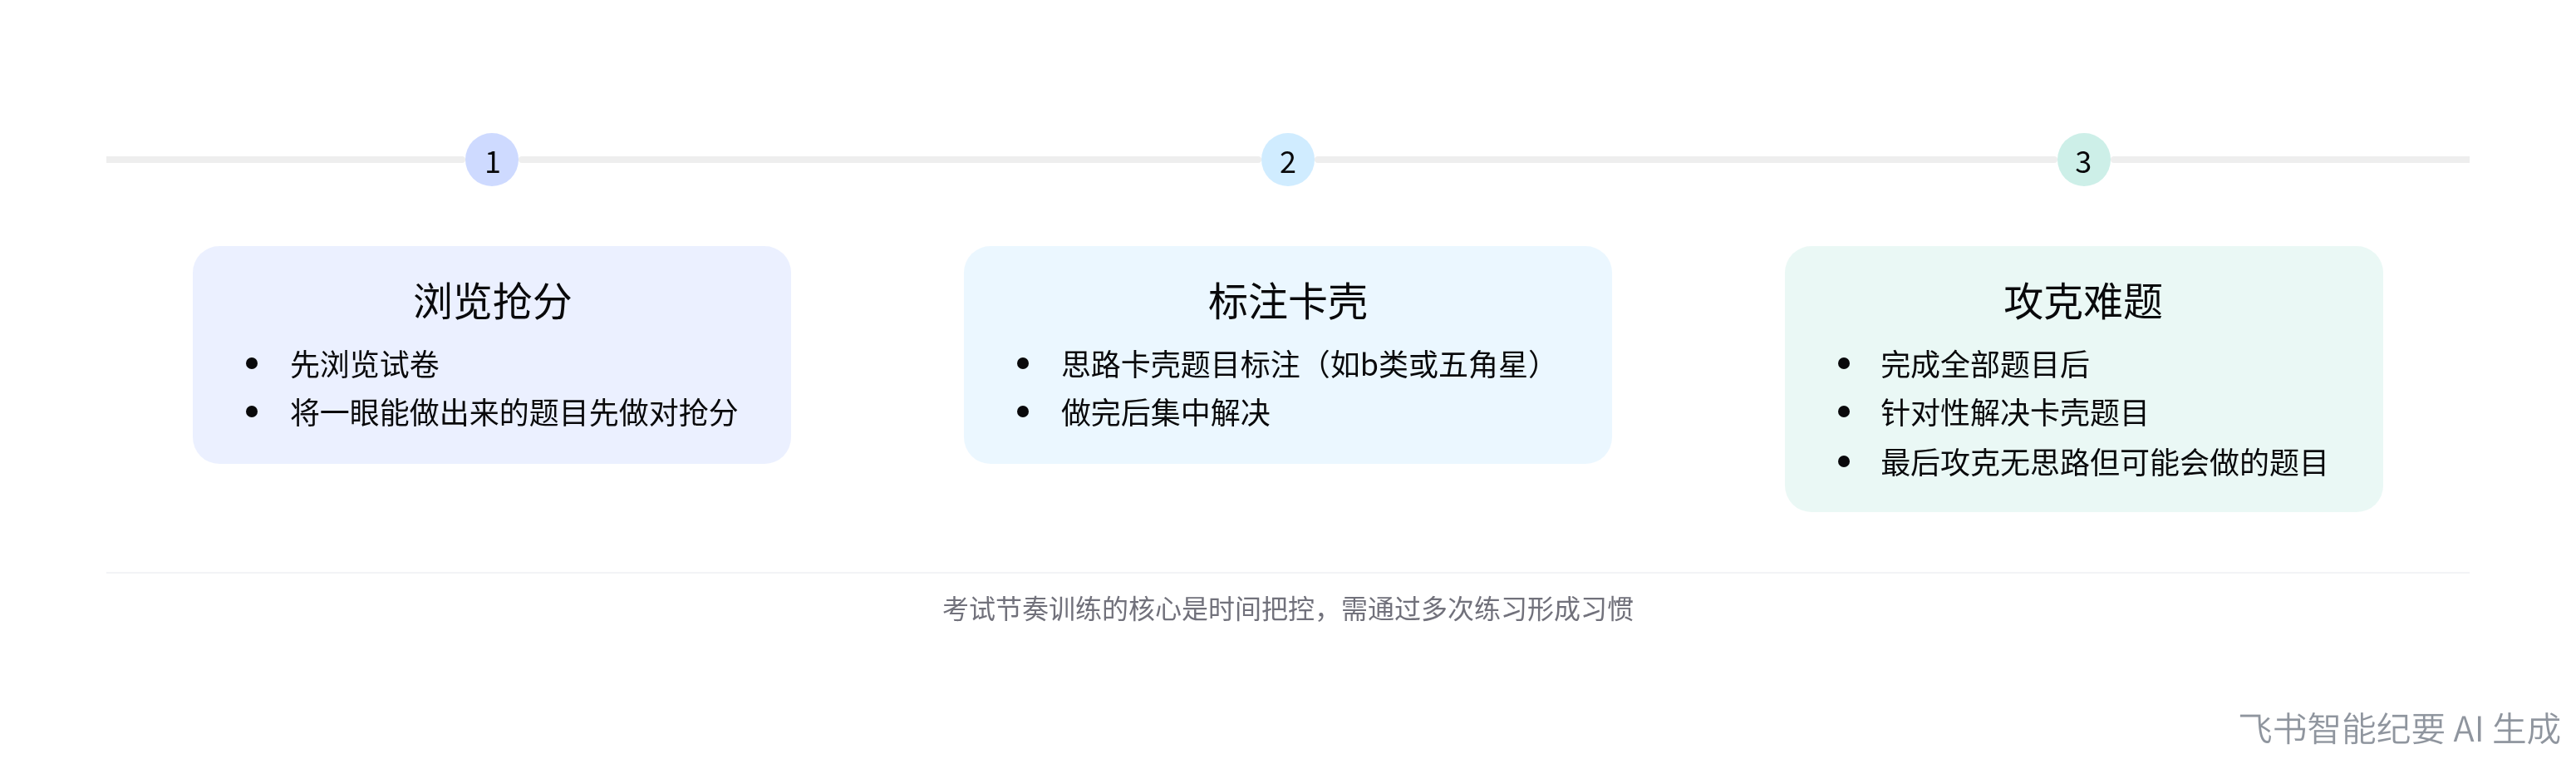 1
2
3
浏览抢分
先浏览试卷
将一眼能做出来的题目先做对抢分
标注卡壳
思路卡壳题目标注（如b类或五角星）
做完后集中解决
攻克难题
完成全部题目后
针对性解决卡壳题目
最后攻克无思路但可能会做的题目
考试节奏训练的核心是时间把控，需通过多次练习形成习惯
飞书智能纪要 AI 生成